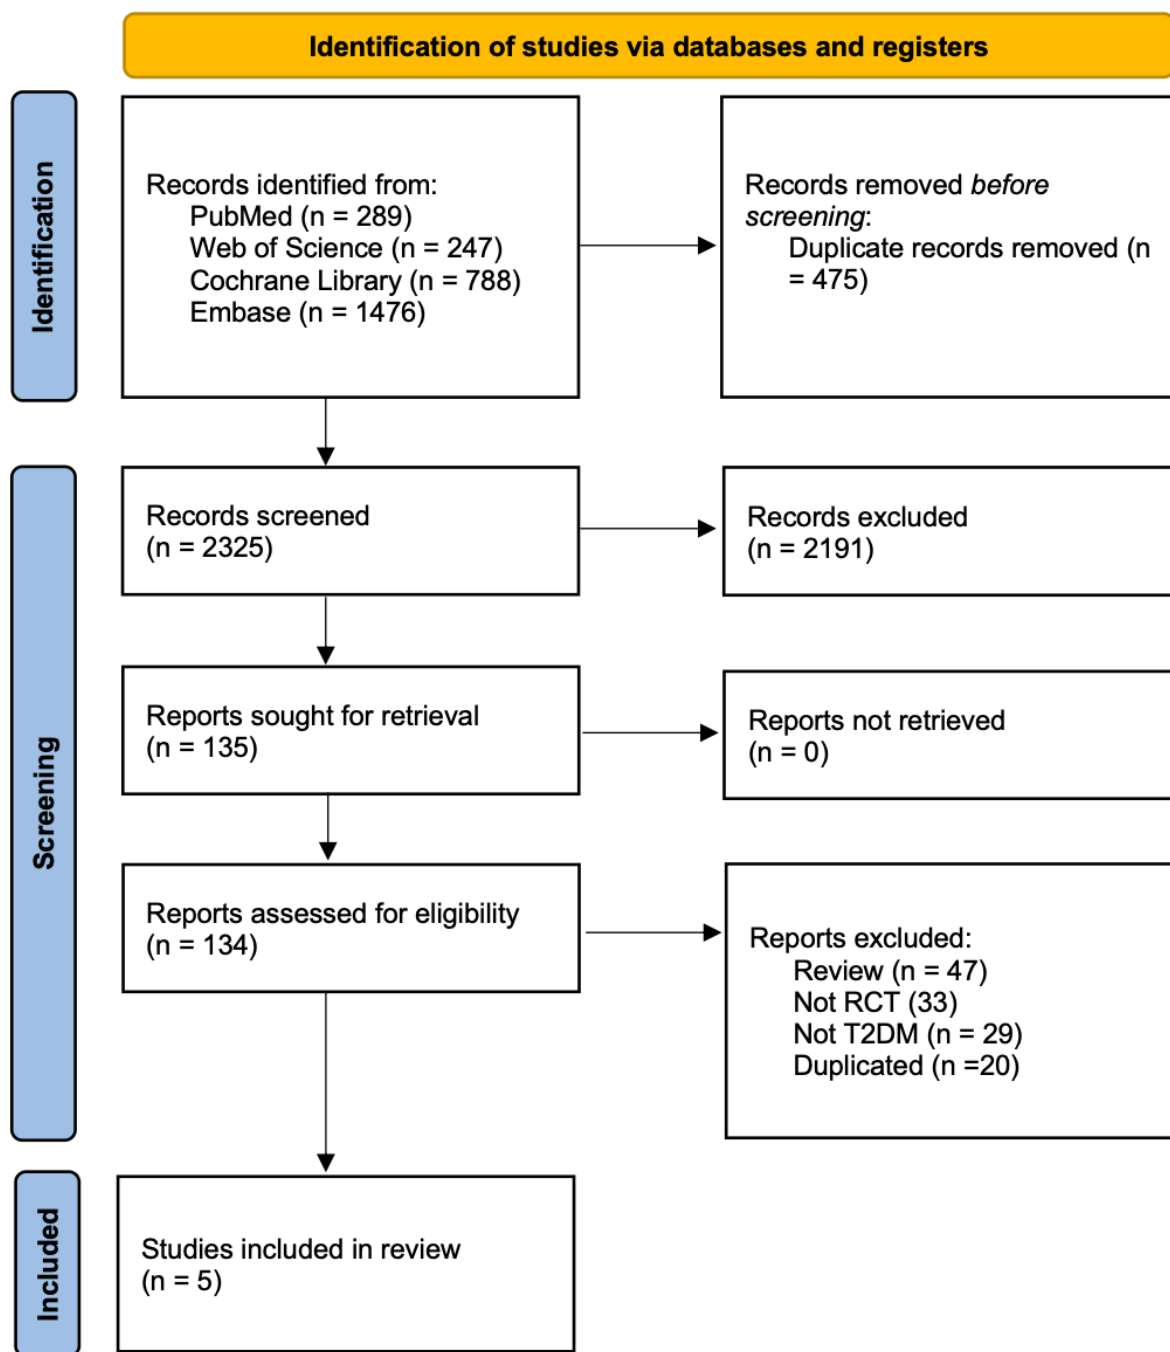 Identification of studies via databases and registers
Identification
Records identified from:
PubMed (n = 289)
Web of Science (n = 247)
Cochrane Library (n = 788)
Embase (n = 1476)
Records removed before
screening:
Duplicate records removed (n
= 475)
Screening
Records screened
(n = 2325)
Records excluded
(n = 2191)
Reports sought for retrieval
(n = 135)
Reports not retrieved
(n = 0)
Reports assessed for eligibility
(n = 134)
Reports excluded:
Review (n = 47)
Not RCT (33)
Not T2DM (n = 29)
Duplicated (n =20)
Included
Studies included in review
(n = 5)